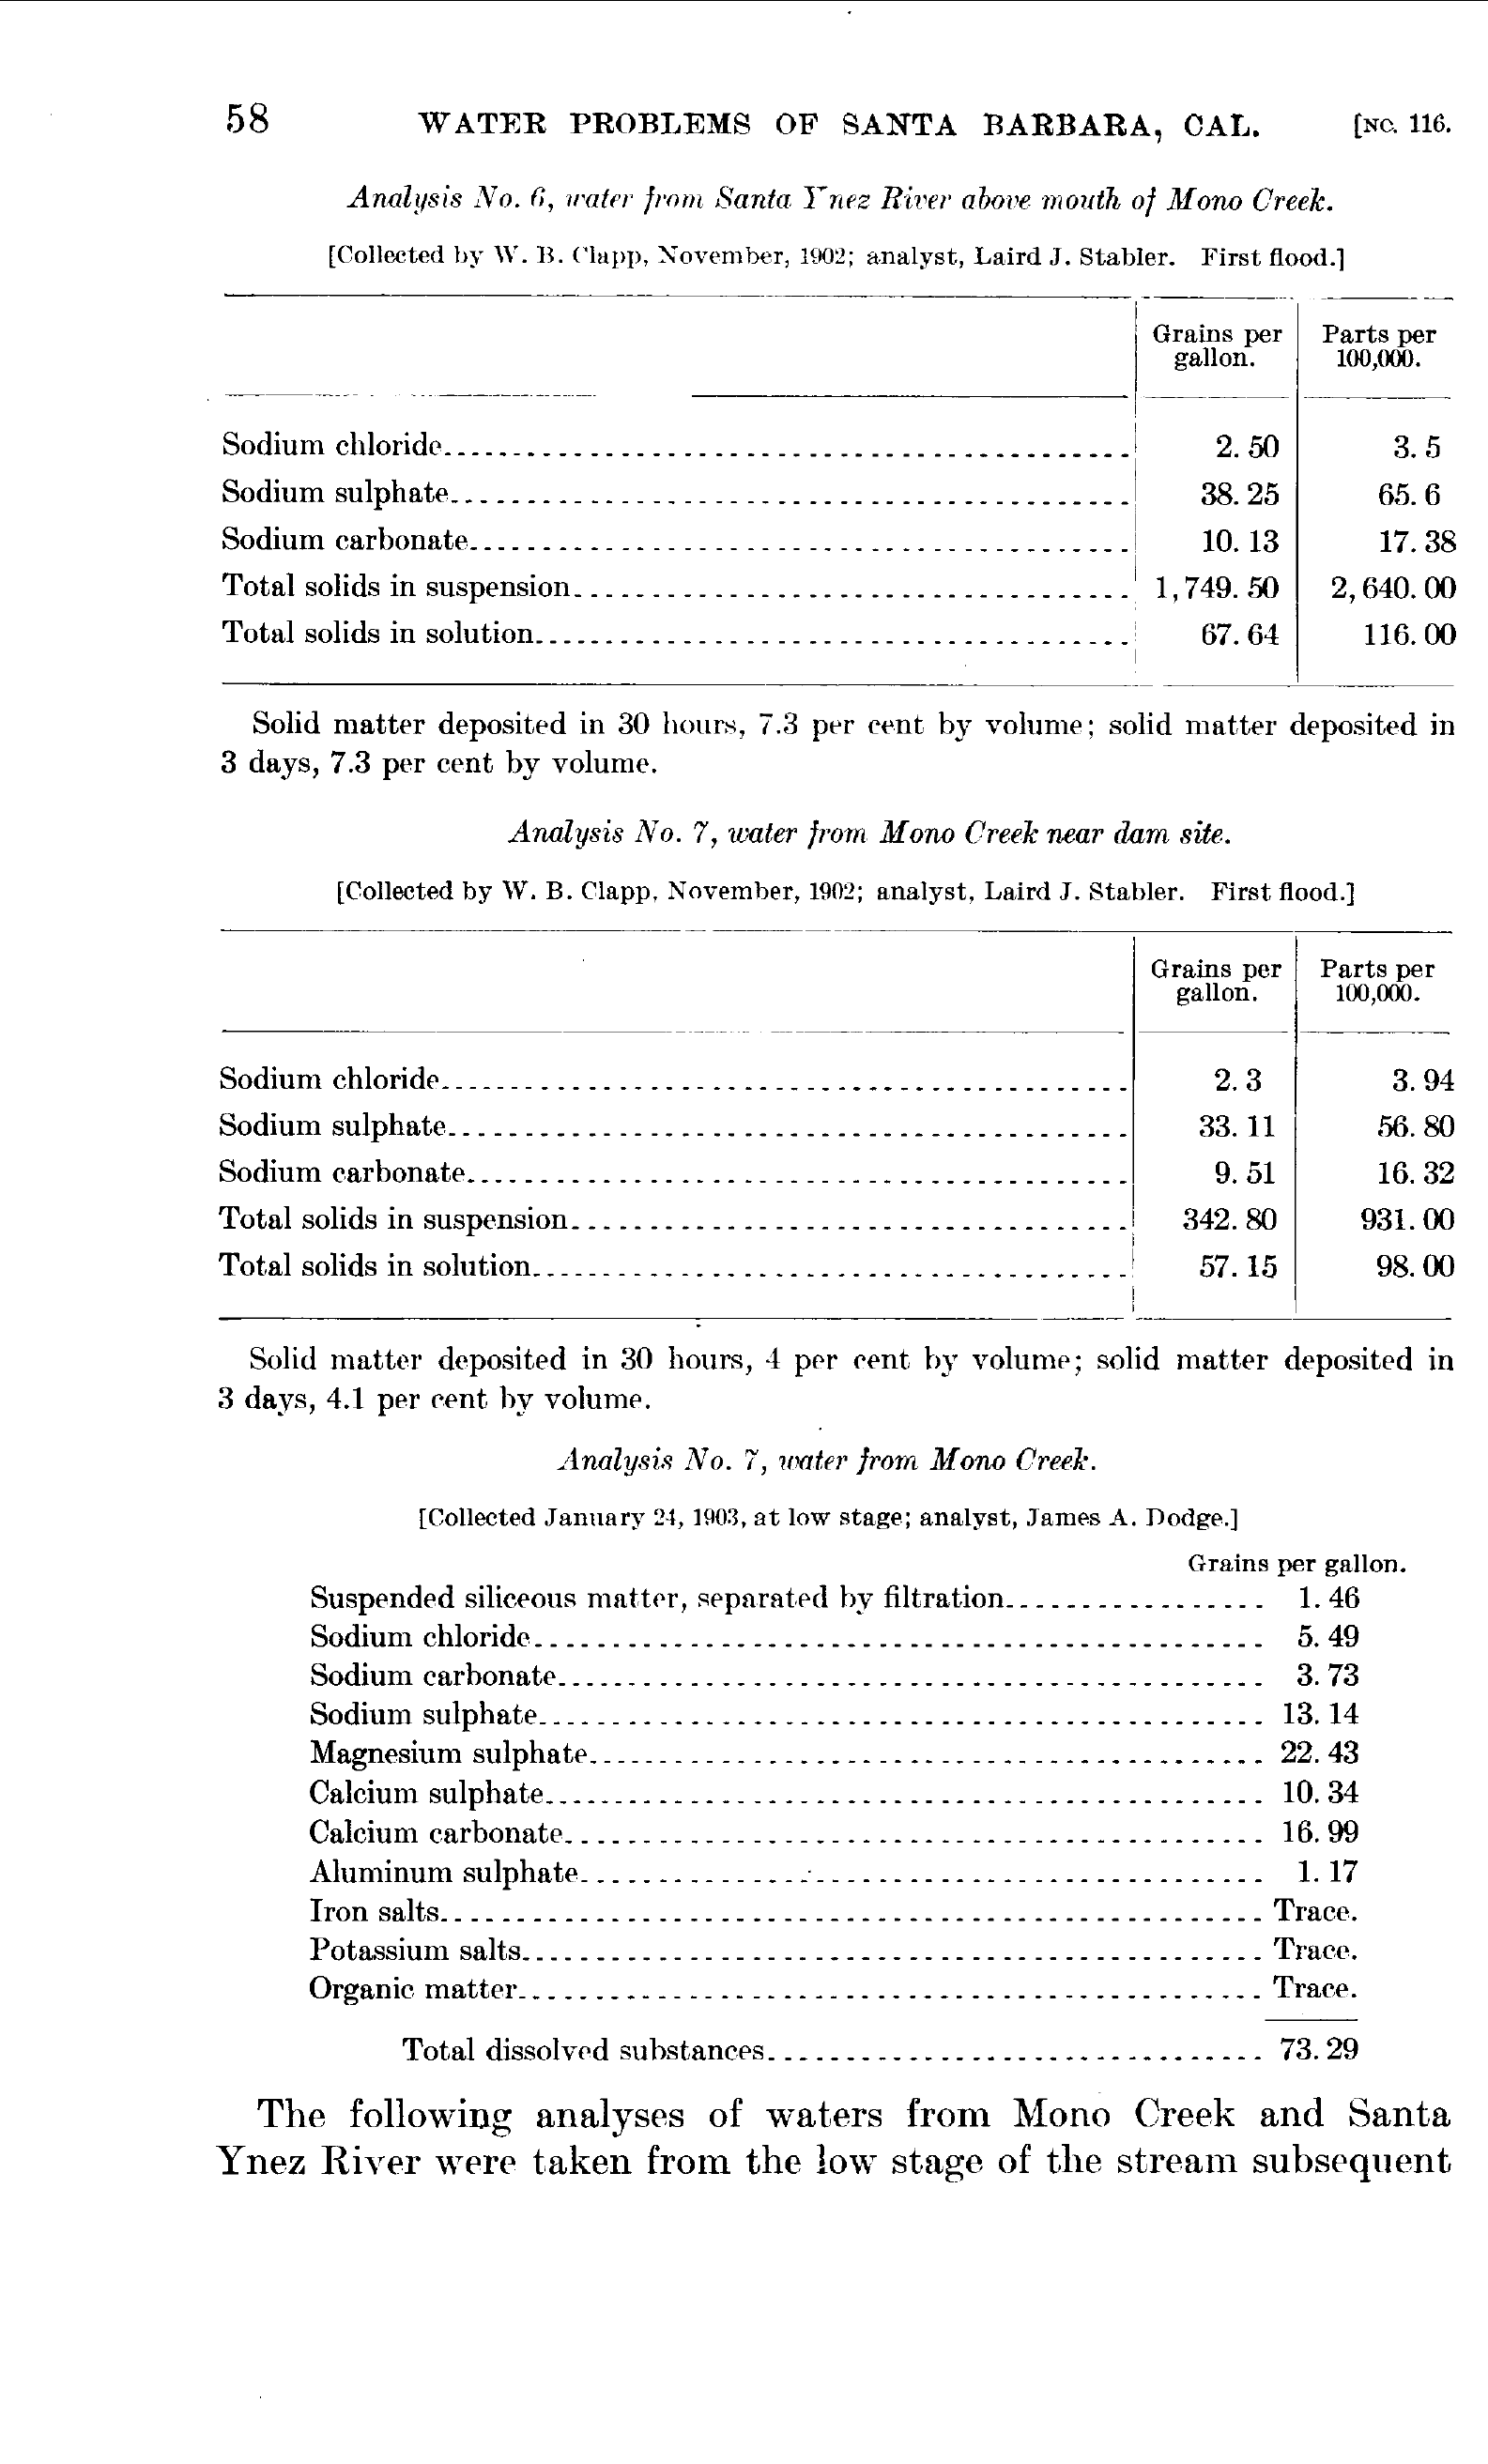 58 WATER PROBLEMS OF SANTA BARBARA, CAL. [NO. 116.
Analysis No. 6, water from Santa Ynez River above mouth of Mono Creek.
[Collected by W. B. Clapp, November, 1902; analyst, Laird J. Stabler. First flood.]
Grains per gallon. Parts per 100,000.
Sodium chloride 2.50 3.5
Sodium sulphate 38.25 65.6
Sodium carbonate 10.13 17.38
Total solids in suspension 1,749.50 2,640.00
Total solids in solution 67.64 116.00
Solid matter deposited in 30 hours, 7.3 per cent by volume; solid matter deposited in
3 days, 7.3 per cent by volume.
Analysis No. 7, water from Mono Creek near dam site.
[Collected by W. B. Clapp, November, 1902; analyst, Laird J. Stabler. First flood.]
Grains per gallon. Parts per 100,000.
Sodium chloride 2.3 3.94
Sodium sulphate 33.11 56.80
Sodium carbonate 9.51 16.32
Total solids in suspension 342.80 931.00
Total solids in solution 57.15 98.00
Solid matter deposited in 30 hours, 4 per cent by volume; solid matter deposited in
3 days, 4.1 per cent by volume.
Analysis No. 7, water from Mono Creek.
[Collected January 24, 1903, at low stage; analyst, James A. Dodge.]
Grains per gallon.
Suspended siliceous matter, separated by filtration 1.46
Sodium chloride 5.49
Sodium carbonate 3.73
Sodium sulphate 13.14
Magnesium sulphate 22.43
Calcium sulphate 10.34
Calcium carbonate 16.99
Aluminum sulphate 1.17
Iron salts Trace.
Potassium salts Trace.
Organic matter Trace.
Total dissolved substances 73.29
The following analyses of waters from Mono Creek and Santa
Ynez River were taken from the low stage of the stream subsequent